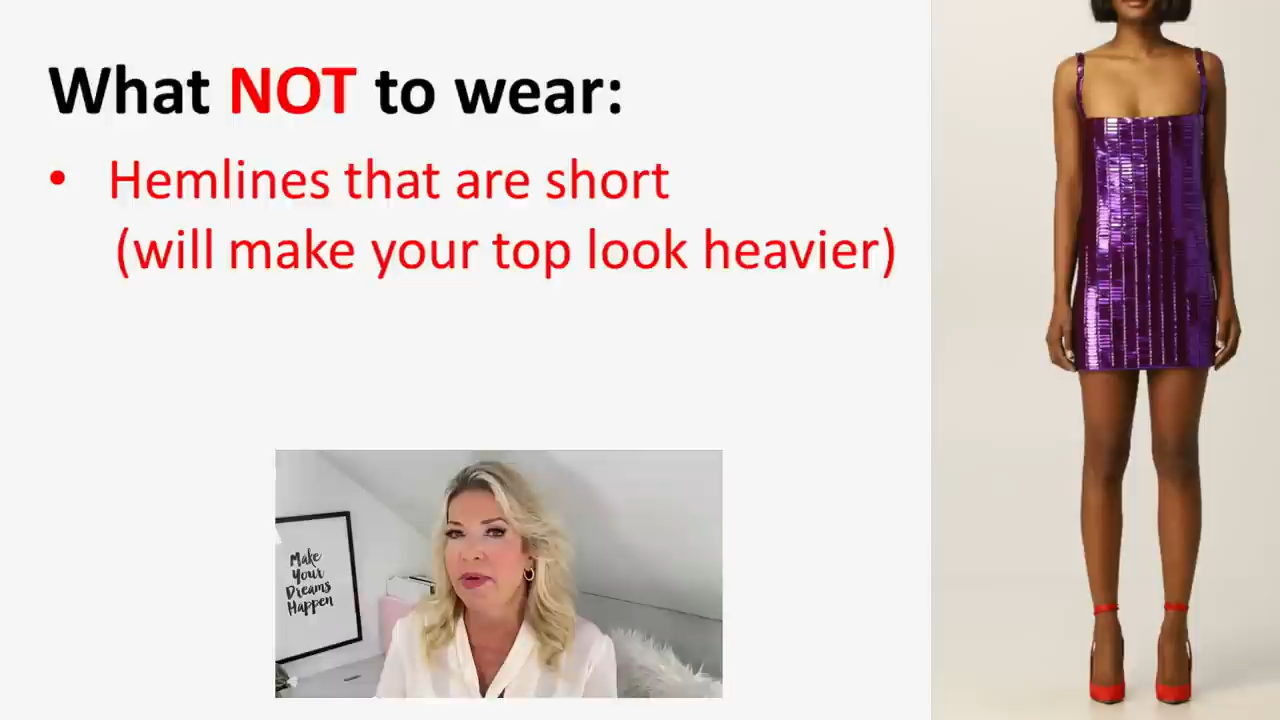 What NOT to wear:
• Hemlines that are short
(will make your top look heavier)
Make
Your
Dreams
Happen